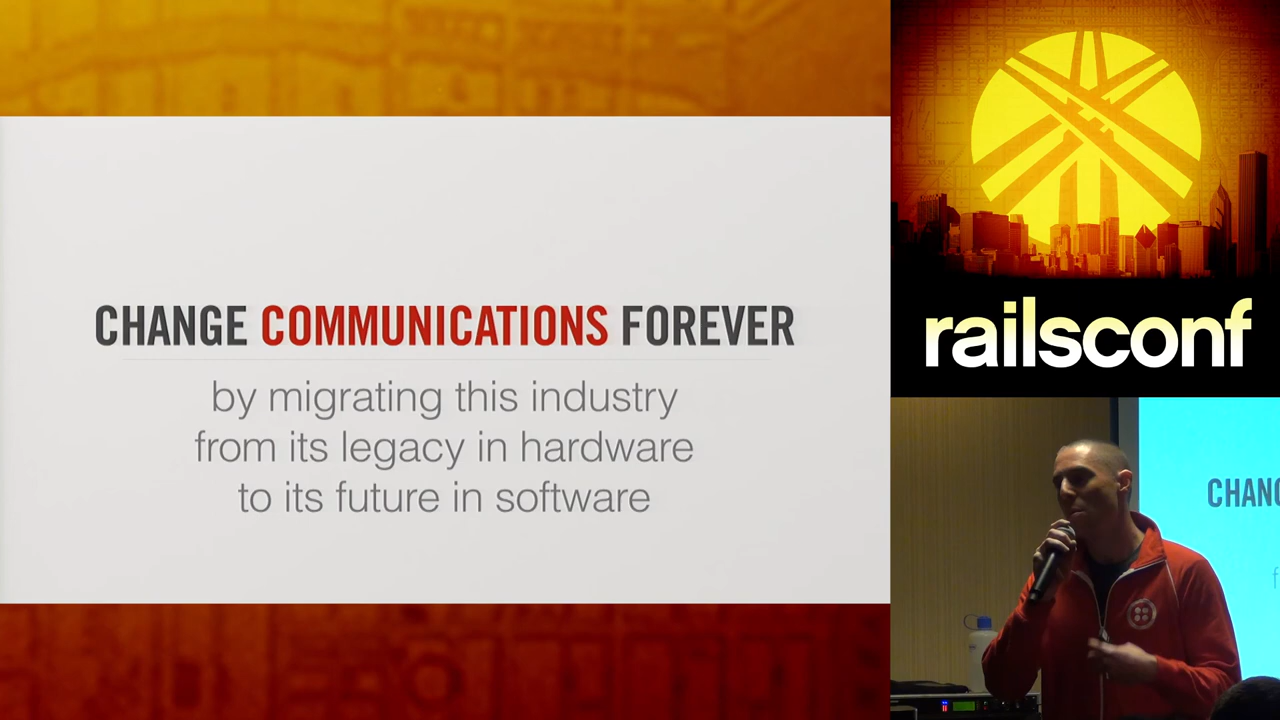 CHANGE COMMUNICATIONS FOREVER
by migrating this industry
from its legacy in hardware
to its future in software
railsconf
CHANG
f